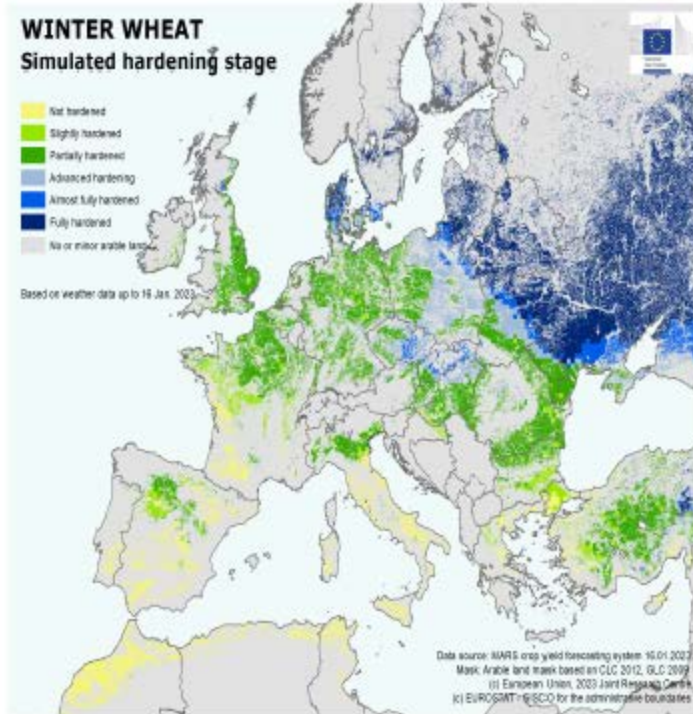 WINTER WHEAT
Simulated hardening stage
Not hardened
Slightly hardened
Partially hardened
Advanced hardening
Almost fully hardened
Fully hardened
No or minor arable land
Based on weather data up to 16 Jan. 2023
Data source: MARS crop yield forecasting system 16.01.2023
Mask: Arable land mask based on CLC 2012, GLC 2009
(c) European Union, 2023 Joint Research Centre
(c) EUROSTAT - GISCO for the administrative boundaries